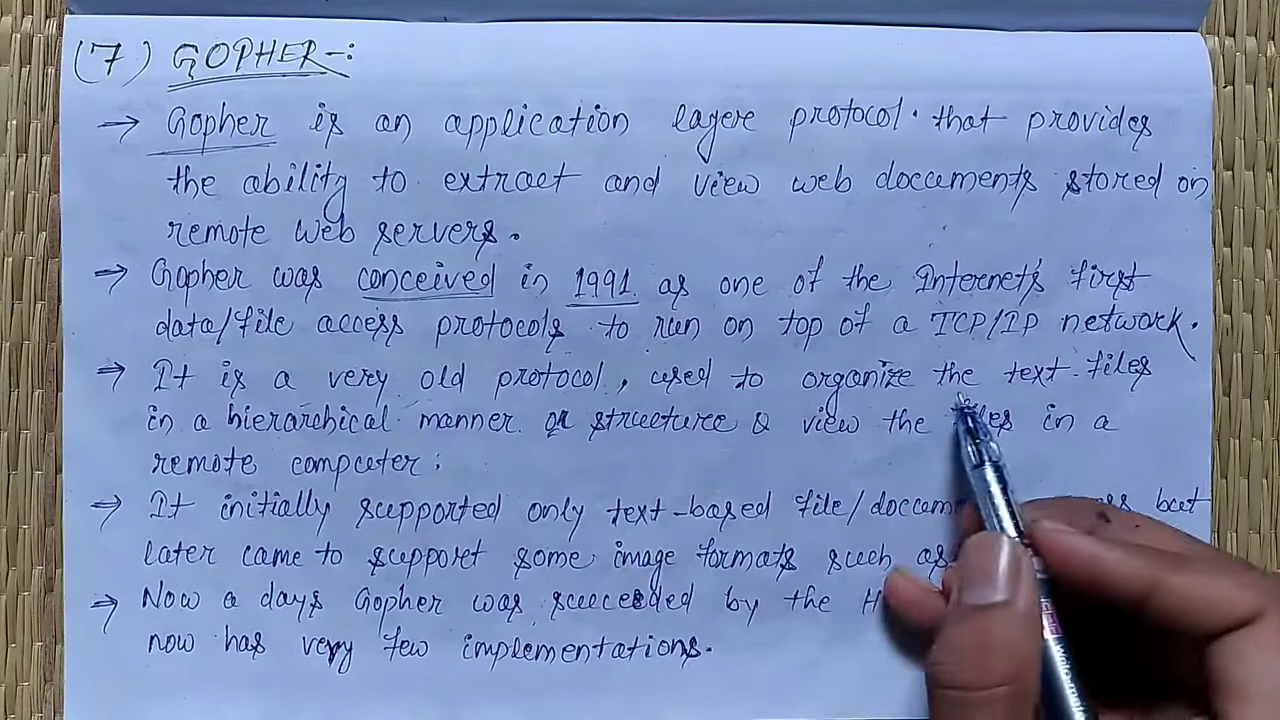 (7) GOPHER-:
→ Gopher is an application layer protocol. that provides
the ability to extract and view web documents stored on
remote web servers.
→ Gopher was conceived in 1991 as one of the Internet's first
data/file access protocols to run on top of a TCP/IP network.
→ It is a very old protocol, used to organize the text files
in a hierarchical manner or structure & view the files in a
remote computer.
→ It initially supported only text-based file/docum but
later came to support some image formats such as
→ Now a days Gopher was succeeded by the H
now has very few implementations.